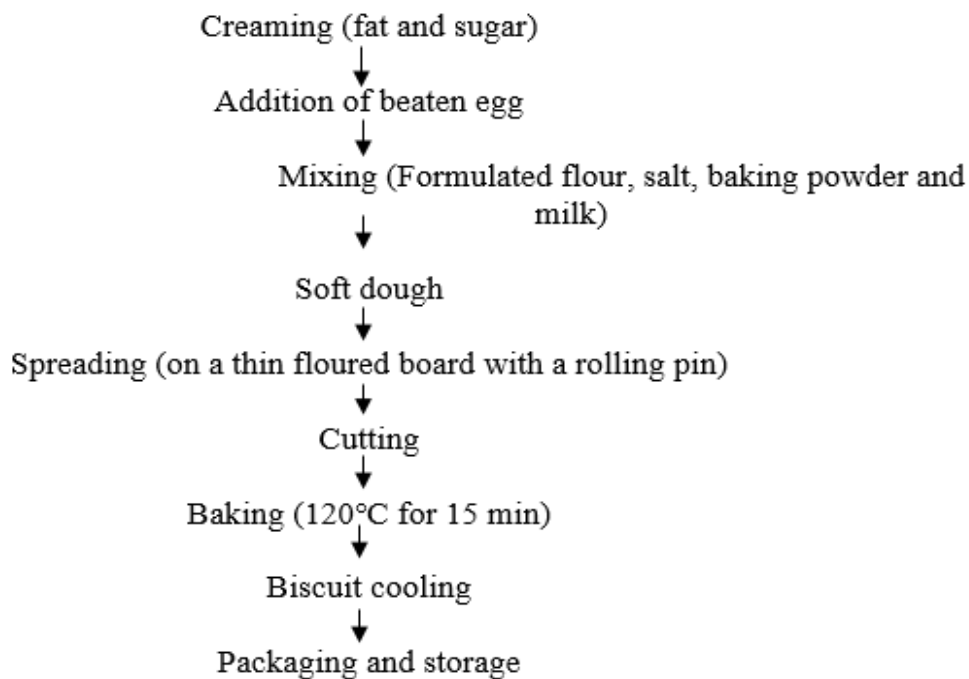 Creaming (fat and sugar)
Addition of beaten egg
Mixing (Formulated flour, salt, baking powder and
milk)
Soft dough
Spreading (on a thin floured board with a rolling pin)
Cutting
Baking (120°C for 15 min)
Biscuit cooling
Packaging and storage